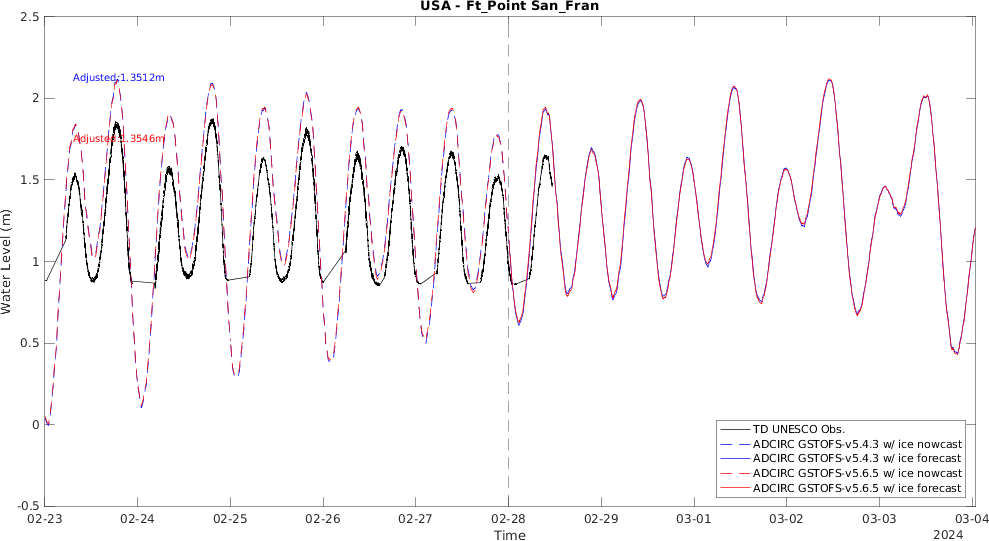 USA - Ft_Point San_Fran
2.5
2
1.5
1
0.5
0
-0.5
Water Level (m)
Adjusted:1.3512m
Adjusted:1.3546m
TD UNESCO Obs.
ADCIRC GSTOFS-v5.4.3 w/ ice nowcast
ADCIRC GSTOFS-v5.4.3 w/ ice forecast
ADCIRC GSTOFS-v5.6.5 w/ ice nowcast
ADCIRC GSTOFS-v5.6.5 w/ ice forecast
02-23 02-24 02-25 02-26 02-27 02-28 02-29 03-01 03-02 03-03 03-04
Time
2024